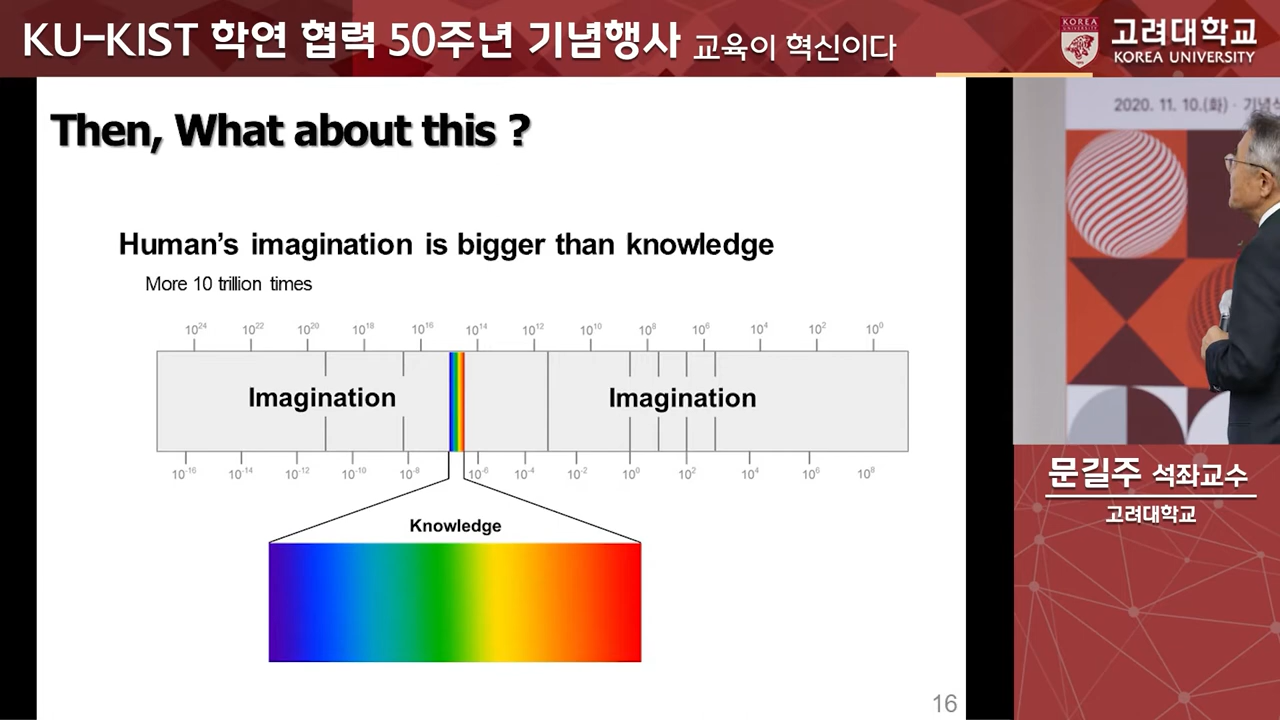 KU-KIST 학연 협력 50주년 기념행사 교육이 혁신이다
KOREA
고려대학교
KOREA UNIVERSITY
2020. 11. 10.(화) · 기념식
Then, What about this ?
Human's imagination is bigger than knowledge
More 10 trillion times
10²⁴ 10²² 10²⁰ 10¹⁸ 10¹⁶ 10¹⁴ 10¹² 10¹⁰ 10⁸ 10⁶ 10⁴ 10² 10⁰
Imagination Imagination
10⁻¹⁶ 10⁻¹⁴ 10⁻¹² 10⁻¹⁰ 10⁻⁸ 10⁻⁶ 10⁻⁴ 10⁻² 10⁰ 10² 10⁴ 10⁶ 10⁸
Knowledge
16
문길주 석좌교수
고려대학교